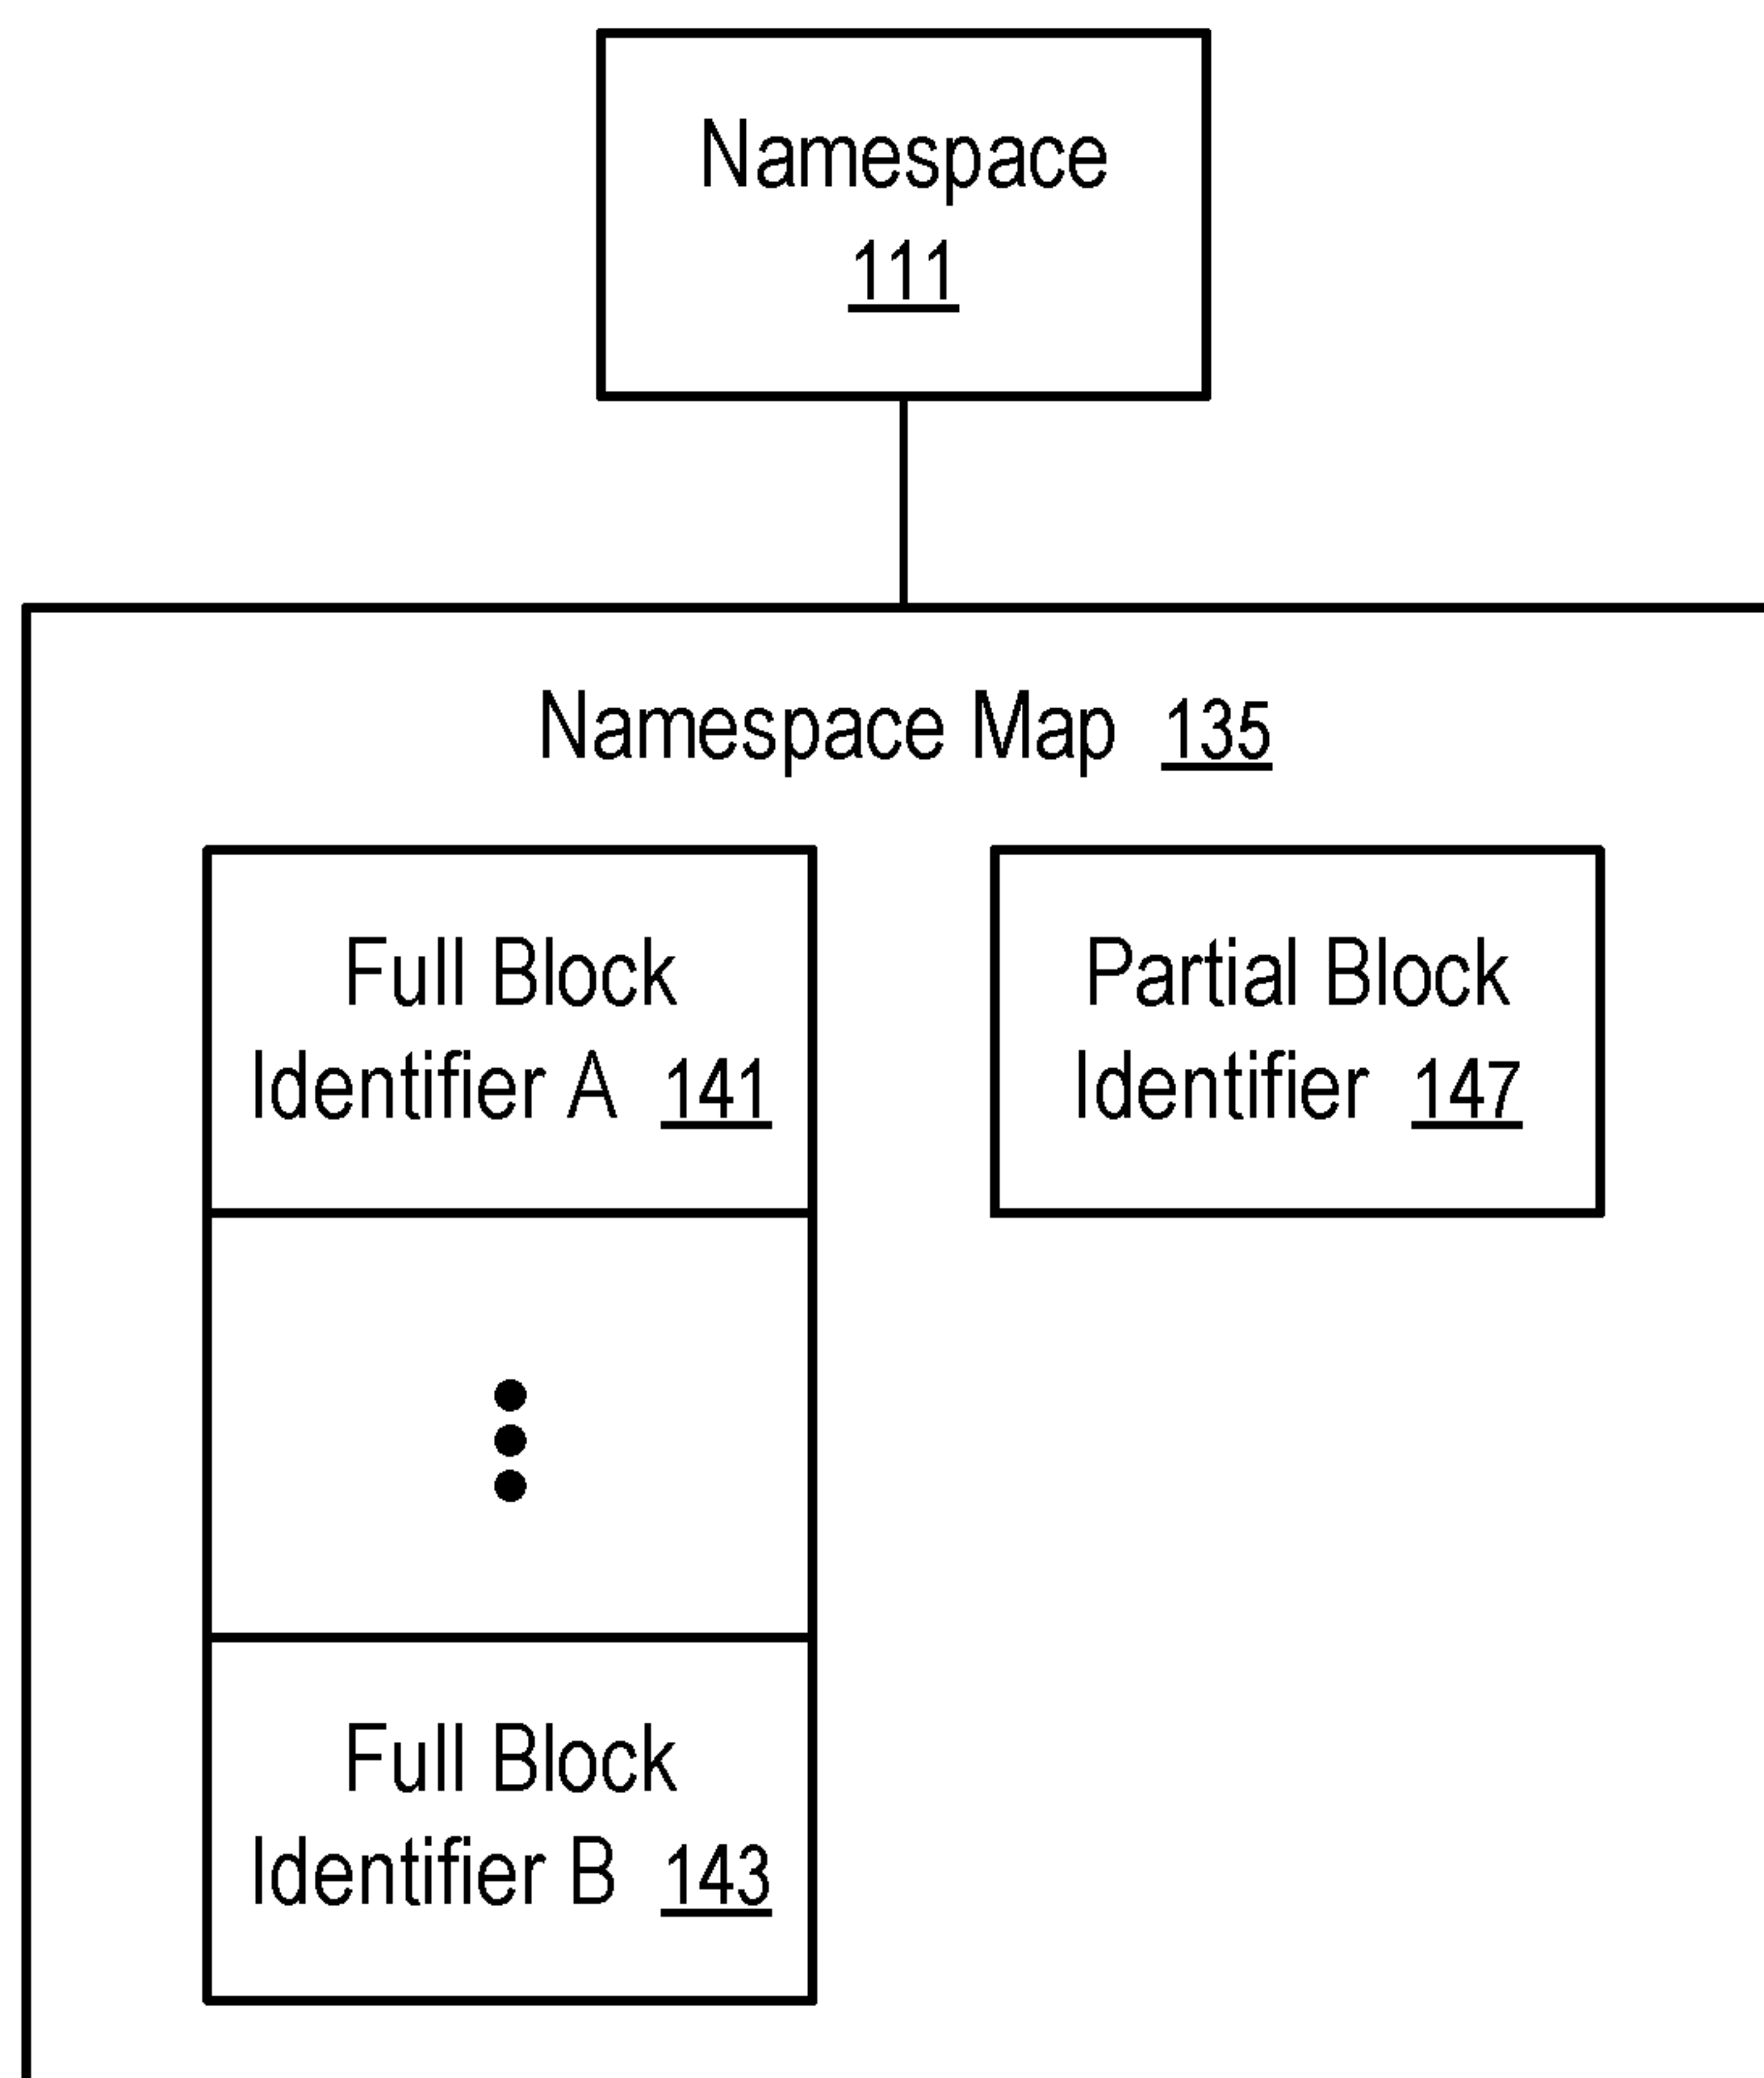 Namespace
111
Namespace Map 135
Full Block
Identifier A 141
Partial Block
Identifier 147
Full Block
Identifier B 143